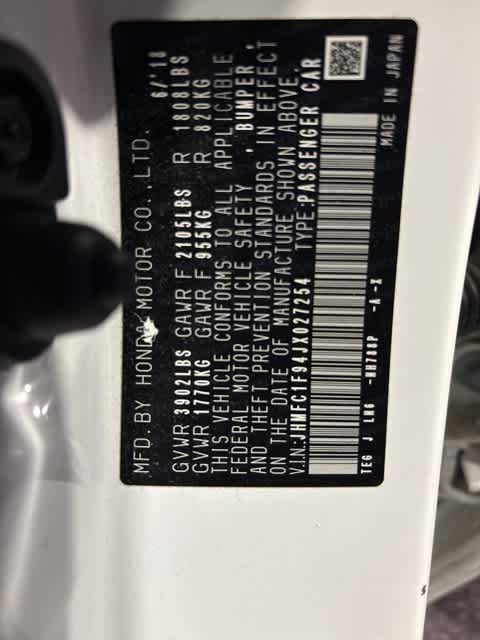 MFD. BY HONDA MOTOR CO.,LTD. 6/'18
GVWR 3902LBS GAWR F 2105LBS R 1808LBS
GVWR 1770KG GAWR F 955KG R 820KG
THIS VEHICLE CONFORMS TO ALL APPLICABLE
FEDERAL MOTOR VEHICLE SAFETY , BUMPER,
AND THEFT PREVENTION STANDARDS IN EFFECT
ON THE DATE OF MANUFACTURE SHOWN ABOVE.
V.I.N:JHMFC1F94JX027254 TYPE:PASSENGER CAR
TEG J LH6 -NH788P -A -X MADE IN JAPAN